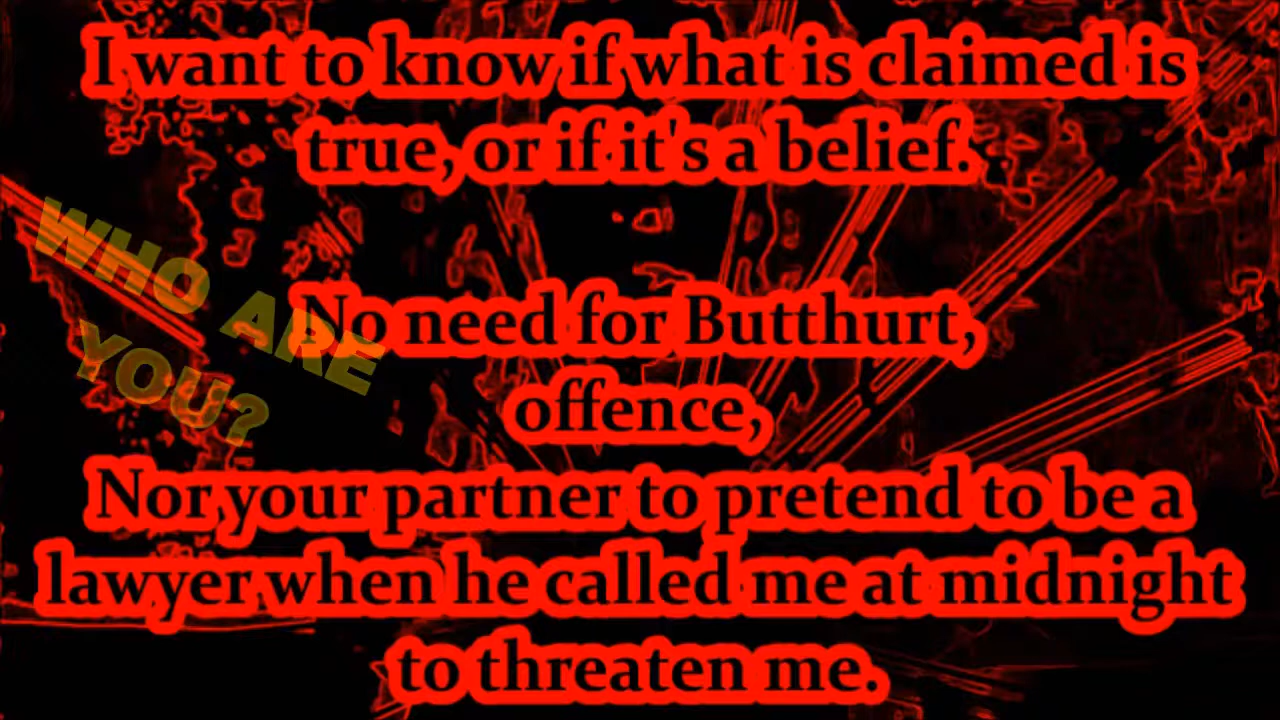 I want to know if what is claimed is
true, or if it's a belief.
WHO ARE
YOU?
No need for Butthurt,
offence,
Nor your partner to pretend to be a
lawyer when he called me at midnight
to threaten me.